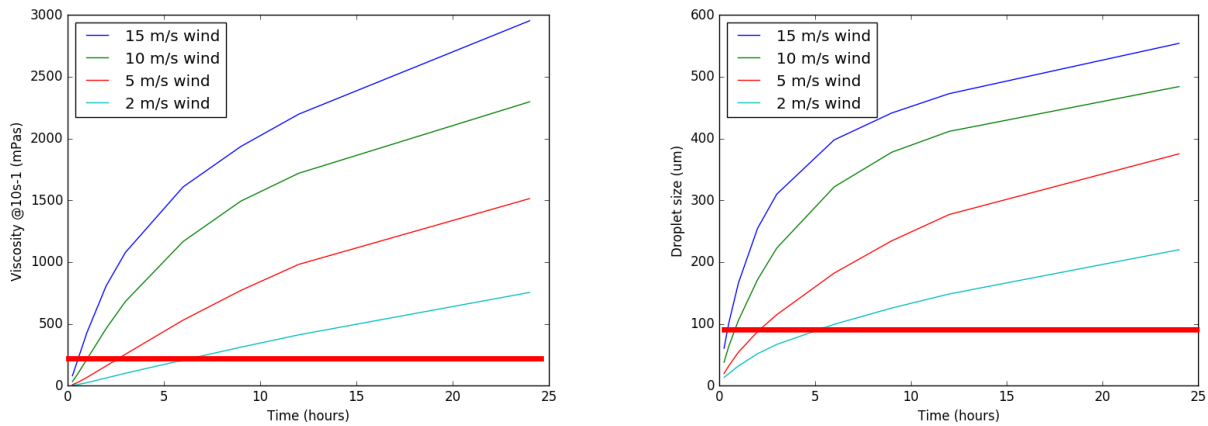 3000
2500
2000
1500
1000
500
0
Viscosity @10s-1 (mPas)
15 m/s wind
10 m/s wind
5 m/s wind
2 m/s wind
0 5 10 15 20 25
Time (hours)
600
500
400
300
200
100
0
Droplet size (um)
15 m/s wind
10 m/s wind
5 m/s wind
2 m/s wind
0 5 10 15 20 25
Time (hours)